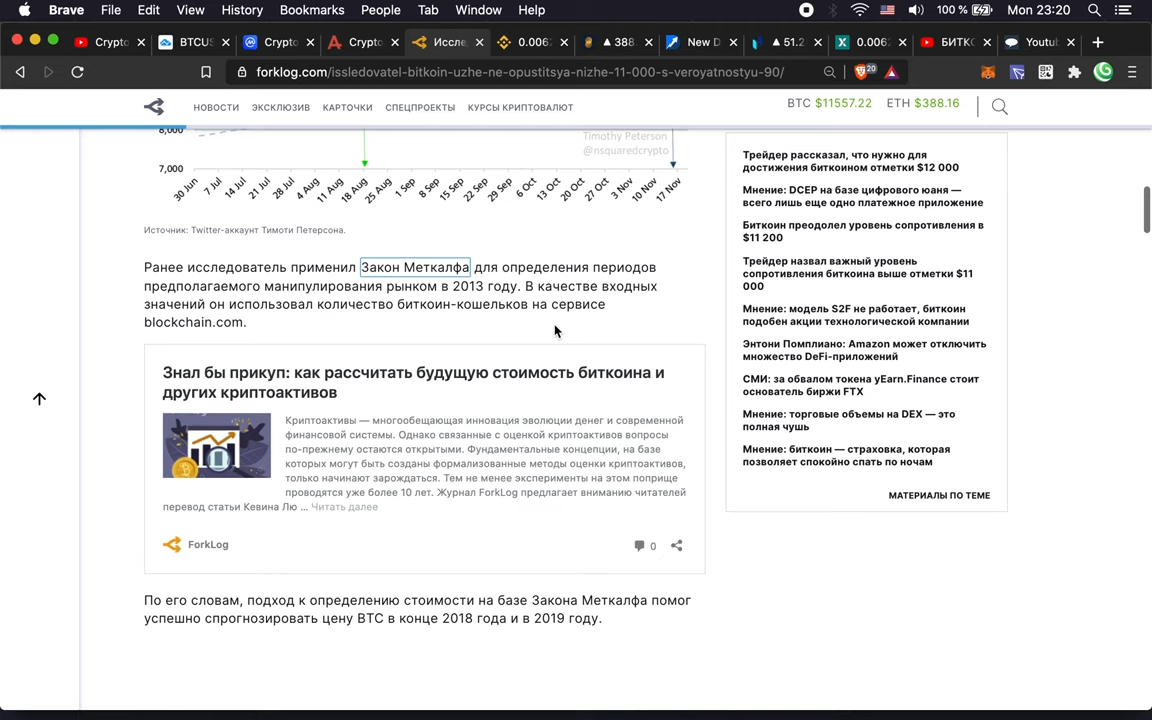 Brave File Edit View History Bookmarks People Tab Window Help 100 % Mon 23:20
Crypto BTCUS Crypto Crypto Иссле 0.006 ▲388. New D ▲51.2 0.006 БИТКО Youtu
forklog.com/issledovatel-bitkoin-uzhe-ne-opustitsya-nizhe-11-000-s-veroyatnostyu-90/ 20
НОВОСТИ ЭКСКЛЮЗИВ КАРТОЧКИ СПЕЦПРОЕКТЫ КУРСЫ КРИПТОВАЛЮТ BTC $11557.22 ETH $388.16
8,000
Timothy Peterson
@nsquaredcrypto
7,000
30 Jun 7 Jul 14 Jul 21 Jul 28 Jul 4 Aug 11 Aug 18 Aug 25 Aug 1 Sep 8 Sep 15 Sep 22 Sep 29 Sep 6 Oct 13 Oct 20 Oct 27 Oct 3 Nov 10 Nov 17 Nov
Источник: Twitter-аккаунт Тимоти Петерсона.
Ранее исследователь применил Закон Меткалфа для определения периодов
предполагаемого манипулирования рынком в 2013 году. В качестве входных
значений он использовал количество биткоин-кошельков на сервисе
blockchain.com.
Знал бы прикуп: как рассчитать будущую стоимость биткоина и
других криптоактивов
Криптоактивы — многообещающая инновация эволюции денег и современной
финансовой системы. Однако связанные с оценкой криптоактивов вопросы
по-прежнему остаются открытыми. Фундаментальные концепции, на базе
которых могут быть созданы формализованные методы оценки криптоактивов,
только начинают зарождаться. Тем не менее эксперименты на этом поприще
проводятся уже более 10 лет. Журнал ForkLog предлагает вниманию читателей
перевод статьи Кевина Лю ... Читать далее
ForkLog 0
По его словам, подход к определению стоимости на базе Закона Меткалфа помог
успешно спрогнозировать цену BTC в конце 2018 года и в 2019 году.
Трейдер рассказал, что нужно для
достижения биткоином отметки $12 000
Мнение: DCEP на базе цифрового юаня —
всего лишь еще одно платежное приложение
Биткоин преодолел уровень сопротивления в
$11 200
Трейдер назвал важный уровень
сопротивления биткоина выше отметки $11
000
Мнение: модель S2F не работает, биткоин
подобен акции технологической компании
Энтони Помплиано: Amazon может отключить
множество DeFi-приложений
СМИ: за обвалом токена yEarn.Finance стоит
основатель биржи FTX
Мнение: торговые объемы на DEX — это
полная чушь
Мнение: биткоин — страховка, которая
позволяет спокойно спать по ночам
МАТЕРИАЛЫ ПО ТЕМЕ